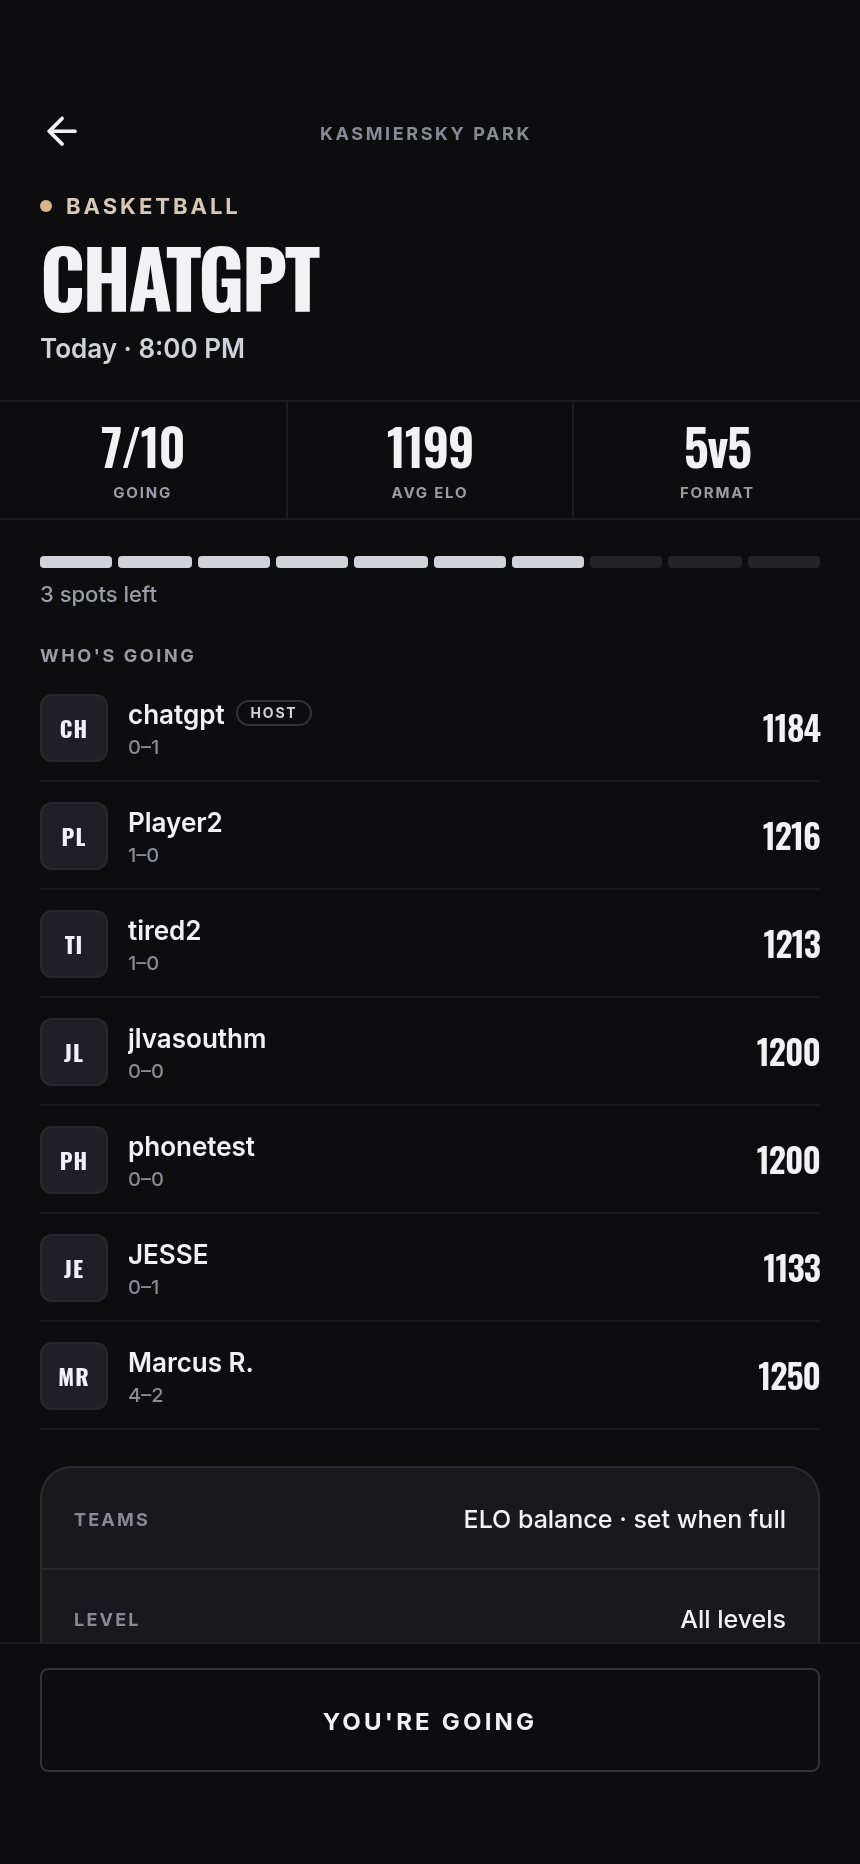 KASMIERSKY PARK
BASKETBALL
CHATGPT
Today · 8:00 PM
7/10
GOING
1199
AVG ELO
5v5
FORMAT
3 spots left
WHO'S GOING
CH
chatgpt HOST
0–1
1184
PL
Player2
1–0
1216
TI
tired2
1–0
1213
JL
jlvasouthm
0–0
1200
PH
phonetest
0–0
1200
JE
JESSE
0–1
1133
MR
Marcus R.
4–2
1250
TEAMS ELO balance · set when full
LEVEL All levels
YOU'RE GOING